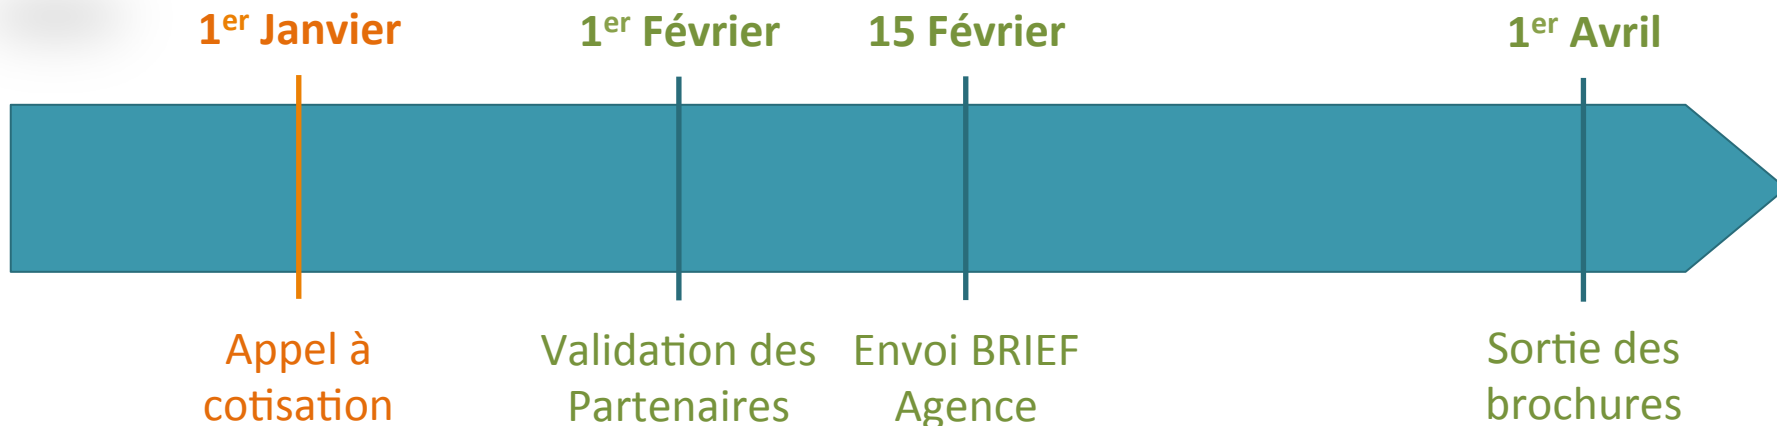 1er Janvier
1er Février
15 Février
1er Avril
Appel à
cotisation
Validation des
Partenaires
Envoi BRIEF
Agence
Sortie des
brochures